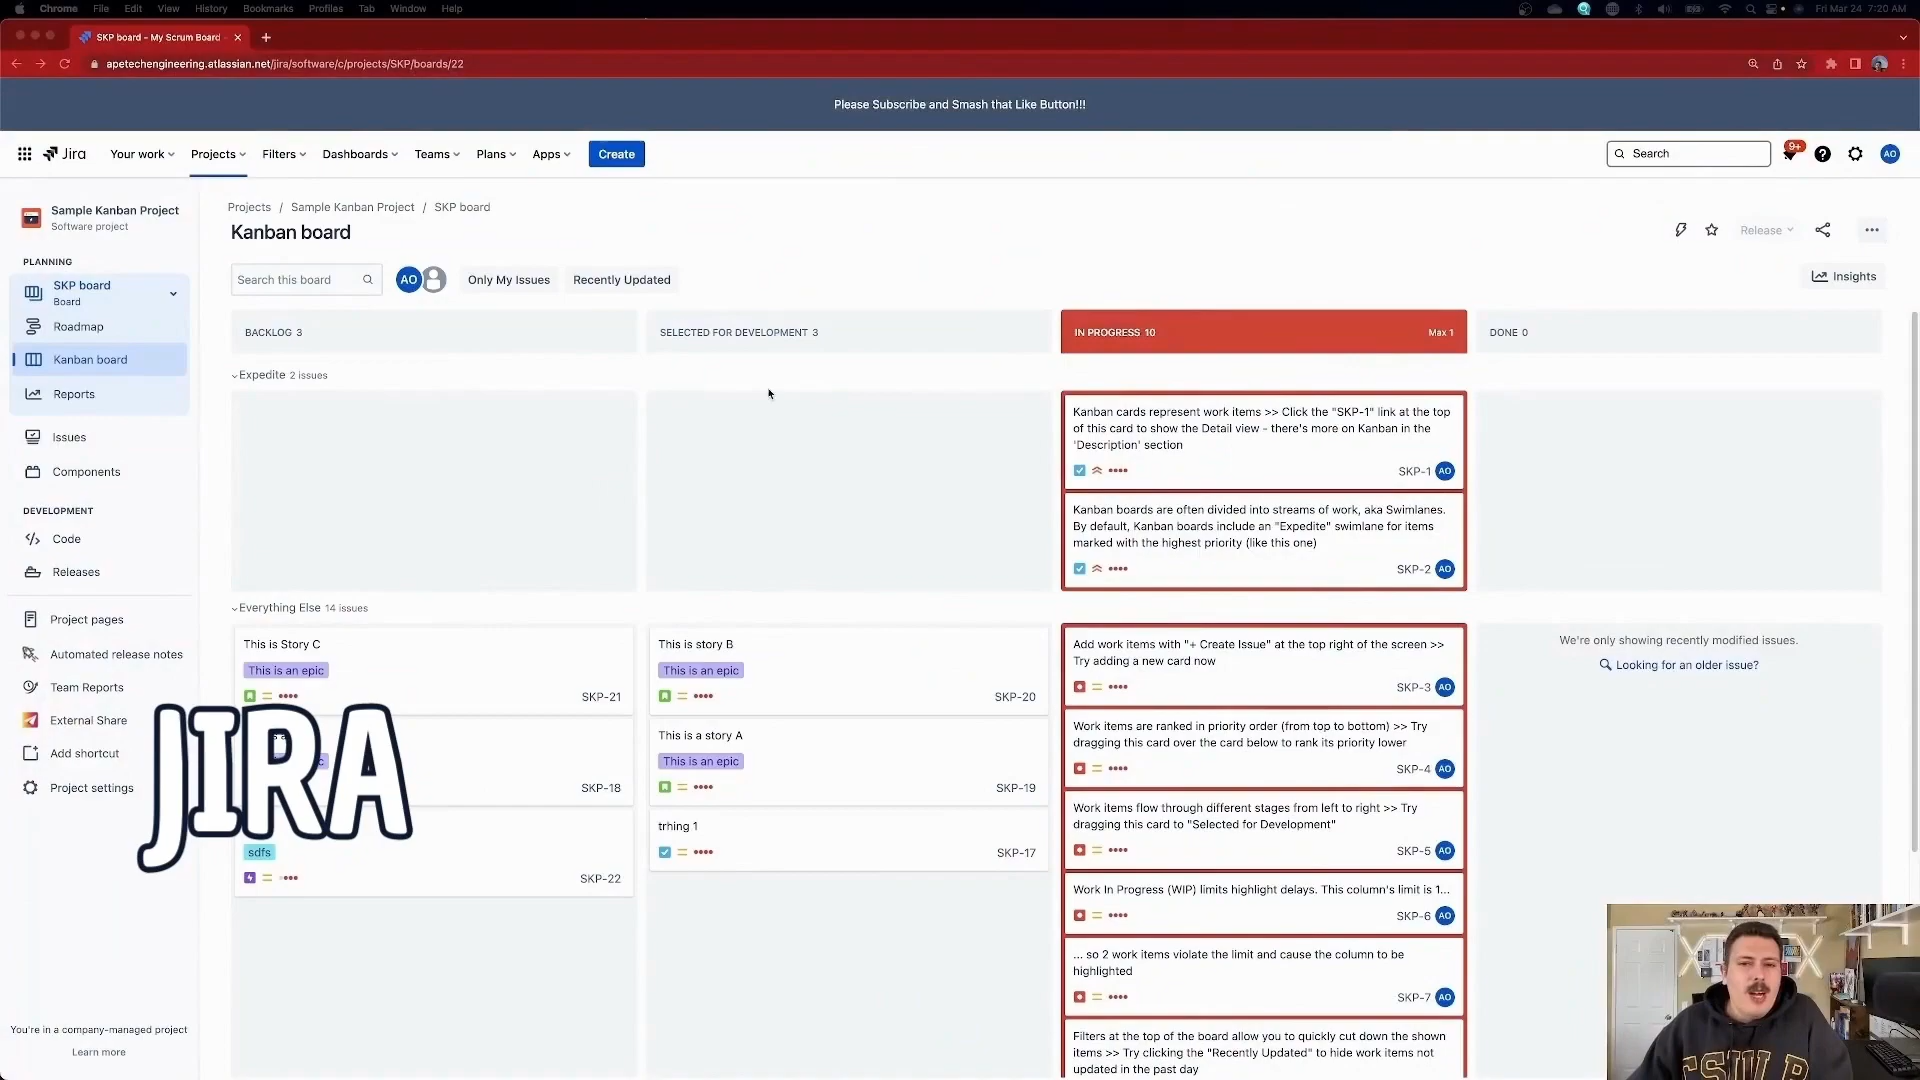 Chrome File Edit View History Bookmarks Profiles Tab Window Help
Fri Mar 24 7:20 AM
SKP board - My Scrum Board
apetechengineering.atlassian.net/jira/software/c/projects/SKP/boards/22
Please Subscribe and Smash that Like Button!!!
Jira Your work Projects Filters Dashboards Teams Plans Apps Create
Search
9+
AO
Sample Kanban Project
Software project
PLANNING
SKP board
Board
Roadmap
Kanban board
Reports
Issues
Components
DEVELOPMENT
Code
Releases
Project pages
Automated release notes
Team Reports
External Share
Add shortcut
Project settings
You're in a company-managed project
Learn more
JIRA
Projects / Sample Kanban Project / SKP board
Kanban board
Release
Search this board
AO
Only My Issues
Recently Updated
Insights
BACKLOG 3
SELECTED FOR DEVELOPMENT 3
IN PROGRESS 10
Max 1
DONE 0
Expedite 2 issues
Kanban cards represent work items >> Click the "SKP-1" link at the top
of this card to show the Detail view - there's more on Kanban in the
'Description' section
SKP-1 AO
Kanban boards are often divided into streams of work, aka Swimlanes.
By default, Kanban boards include an "Expedite" swimlane for items
marked with the highest priority (like this one)
SKP-2 AO
Everything Else 14 issues
This is Story C
This is an epic
SKP-21
SKP-18
sdfs
SKP-22
This is story B
This is an epic
SKP-20
This is a story A
This is an epic
SKP-19
trhing 1
SKP-17
Add work items with "+ Create Issue" at the top right of the screen >>
Try adding a new card now
SKP-3 AO
Work items are ranked in priority order (from top to bottom) >> Try
dragging this card over the card below to rank its priority lower
SKP-4 AO
Work items flow through different stages from left to right >> Try
dragging this card to "Selected for Development"
SKP-5 AO
Work In Progress (WIP) limits highlight delays. This column's limit is 1...
SKP-6 AO
... so 2 work items violate the limit and cause the column to be
highlighted
SKP-7 AO
Filters at the top of the board allow you to quickly cut down the shown
items >> Try clicking the "Recently Updated" to hide work items not
updated in the past day
We're only showing recently modified issues.
Looking for an older issue?